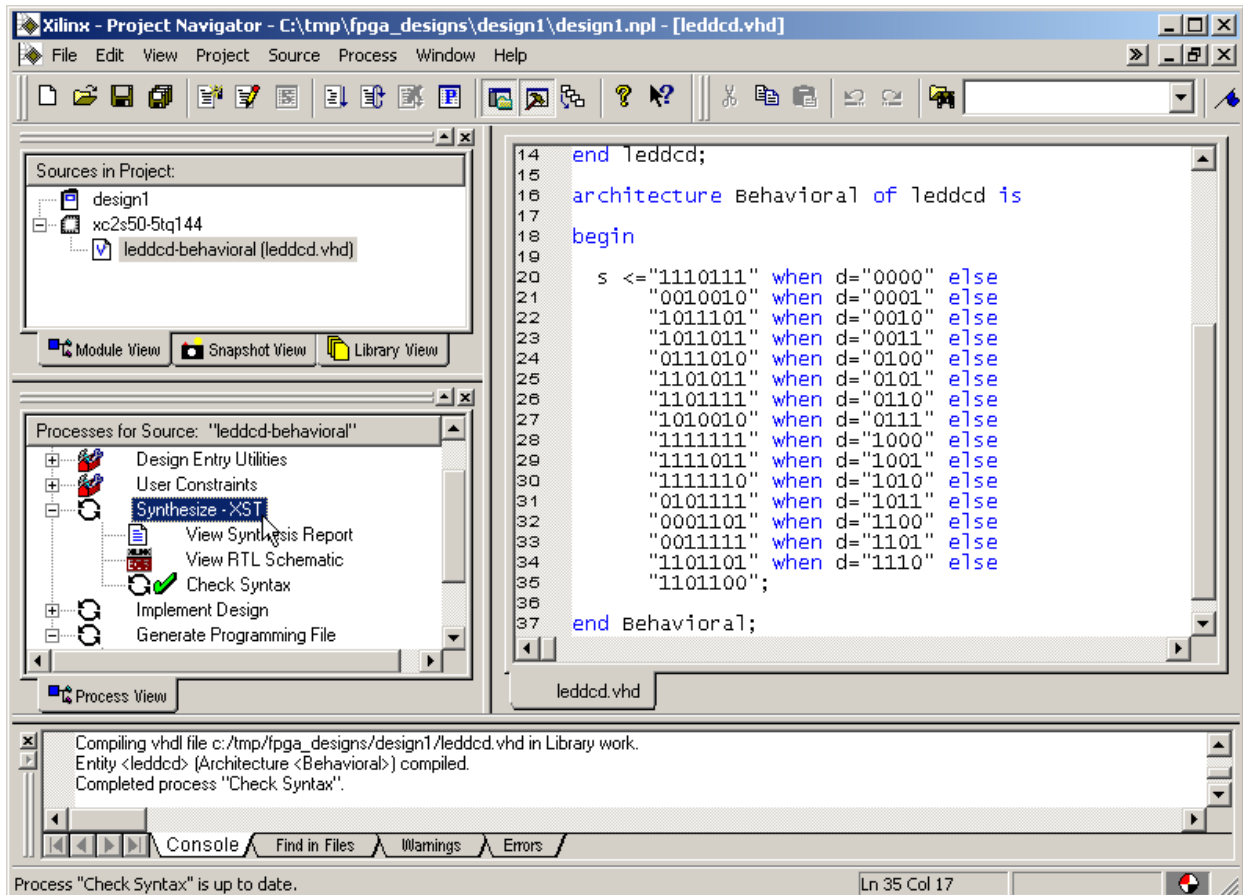 Xilinx - Project Navigator - C:\tmp\fpga_designs\design1\design1.npl - [leddcd.vhd]
File Edit View Project Source Process Window Help
Sources in Project:
design1
xc2s50-5tq144
leddcd-behavioral (leddcd.vhd)
Module View Snapshot View Library View
Processes for Source: "leddcd-behavioral"
Design Entry Utilities
User Constraints
Synthesize - XST
View Synthesis Report
View RTL Schematic
Check Syntax
Implement Design
Generate Programming File
Process View
14 end leddcd;
15
16 architecture Behavioral of leddcd is
17
18 begin
19
20 s <="1110111" when d="0000" else
21 "0010010" when d="0001" else
22 "1011101" when d="0010" else
23 "1011011" when d="0011" else
24 "0111010" when d="0100" else
25 "1101011" when d="0101" else
26 "1101111" when d="0110" else
27 "1010010" when d="0111" else
28 "1111111" when d="1000" else
29 "1111011" when d="1001" else
30 "1111110" when d="1010" else
31 "0101111" when d="1011" else
32 "0001101" when d="1100" else
33 "0011111" when d="1101" else
34 "1101101" when d="1110" else
35 "1101100";
36
37 end Behavioral;
leddcd.vhd
Compiling vhdl file c:/tmp/fpga_designs/design1/leddcd.vhd in Library work.
Entity <leddcd> (Architecture <Behavioral>) compiled.
Completed process "Check Syntax".
Console Find in Files Warnings Errors
Process "Check Syntax" is up to date. Ln 35 Col 17